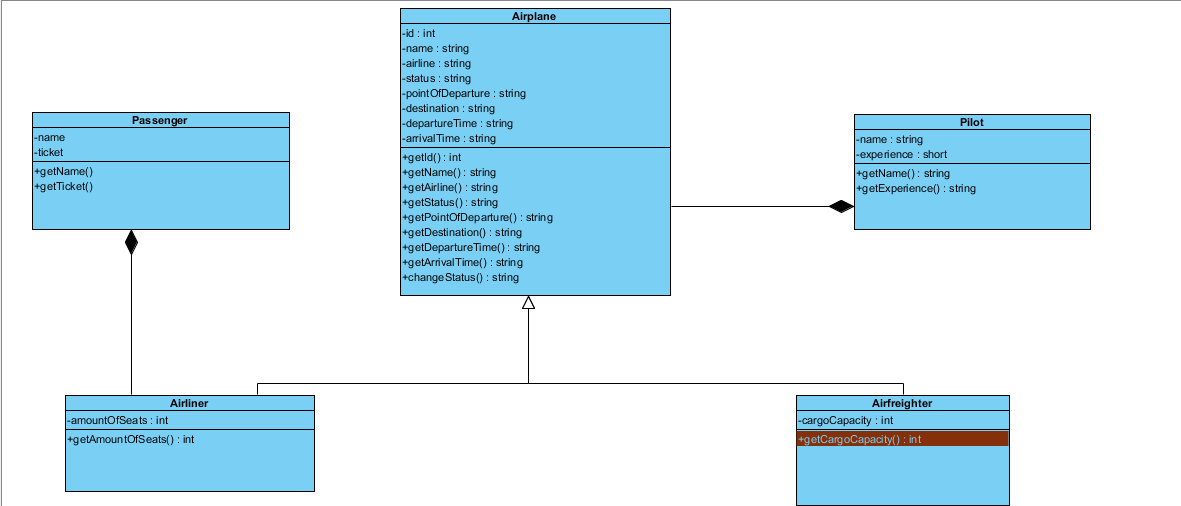 Airplane
-id : int
-name : string
-airline : string
-status : string
-pointOfDeparture : string
-destination : string
-departureTime : string
-arrivalTime : string
+getId() : int
+getName() : string
+getAirline() : string
+getStatus() : string
+getPointOfDeparture() : string
+getDestination() : string
+getDepartureTime() : string
+getArrivalTime() : string
+changeStatus() : string
Passenger
-name
-ticket
+getName()
+getTicket()
Pilot
-name : string
-experience : short
+getName() : string
+getExperience() : string
Airliner
-amountOfSeats : int
+getAmountOfSeats() : int
Airfreighter
-cargoCapacity : int
+getCargoCapacity() : int